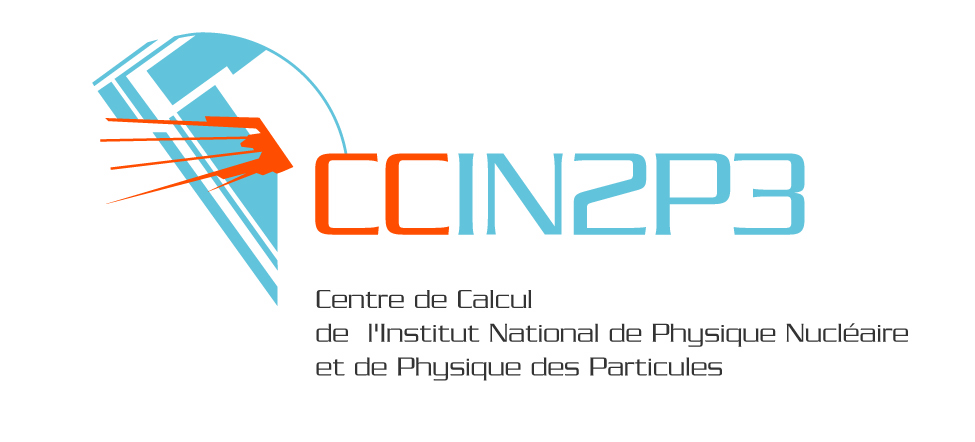 CCIN2P3
Centre de Calcul
de l'Institut National de Physique Nucléaire
et de Physique des Particules